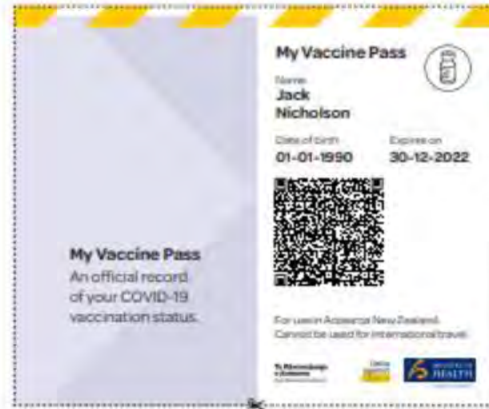 My Vaccine Pass
An official record
of your COVID-19
vaccination status.
My Vaccine Pass
Name
Jack
Nicholson
Date of birth
Expires on
01-01-1990
30-12-2022
For use in Aotearoa New Zealand.
Cannot be used for international travel.
HEALTH